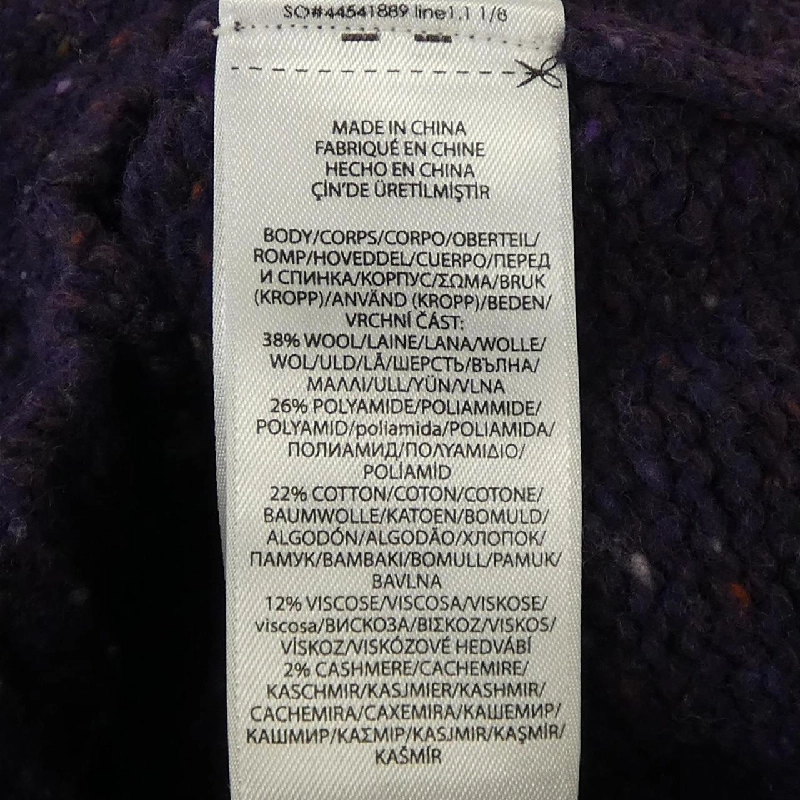 SO#44541889 line1.1 1/8
MADE IN CHINA
FABRIQUÉ EN CHINE
HECHO EN CHINA
ÇİN'DE ÜRETİLMİŞTİR
BODY/CORPS/CORPO/OBERTEIL/
ROMP/HOVEDDEL/CUERPO/ПЕРЕД
И СПИНКА/КОРПУС/ΣΩΜΑ/BRUK
(KROPP)/ANVÄND (KROPP)/BEDEN/
VRCHNÍ ČÁST:
38% WOOL/LAINE/LANA/WOLLE/
WOL/ULD/LÃ/ШЕРСТЬ/ВЪЛНА/
ΜΑΛΛΙ/ULL/YÜN/VLNA
26% POLYAMIDE/POLIAMMIDE/
POLYAMID/poliamida/POLIAMIDA/
ПОЛИАМИД/ΠΟΛΥΑΜΙΔΙΟ/
POLİAMİD
22% COTTON/COTON/COTONE/
BAUMWOLLE/KATOEN/BOMULD/
ALGODÓN/ALGODÃO/ХЛОПОК/
ПАМУК/ΒΑΜΒΑΚΙ/BOMULL/PAMUK/
BAVLNA
12% VISCOSE/VISCOSA/VISKOSE/
viscosa/ВИСКОЗА/ΒΙΣΚΟΖ/VISKOS/
VİSKOZ/VISKÓZOVÉ HEDVÁBÍ
2% CASHMERE/CACHEMIRE/
KASCHMIR/KASJMIER/KASHMIR/
CACHEMIRA/CAXEMIRA/КАШЕМИР/
КАШМИР/ΚΑΣΜΙΡ/KASJMIR/KAŞMİR/
KAŠMÍR